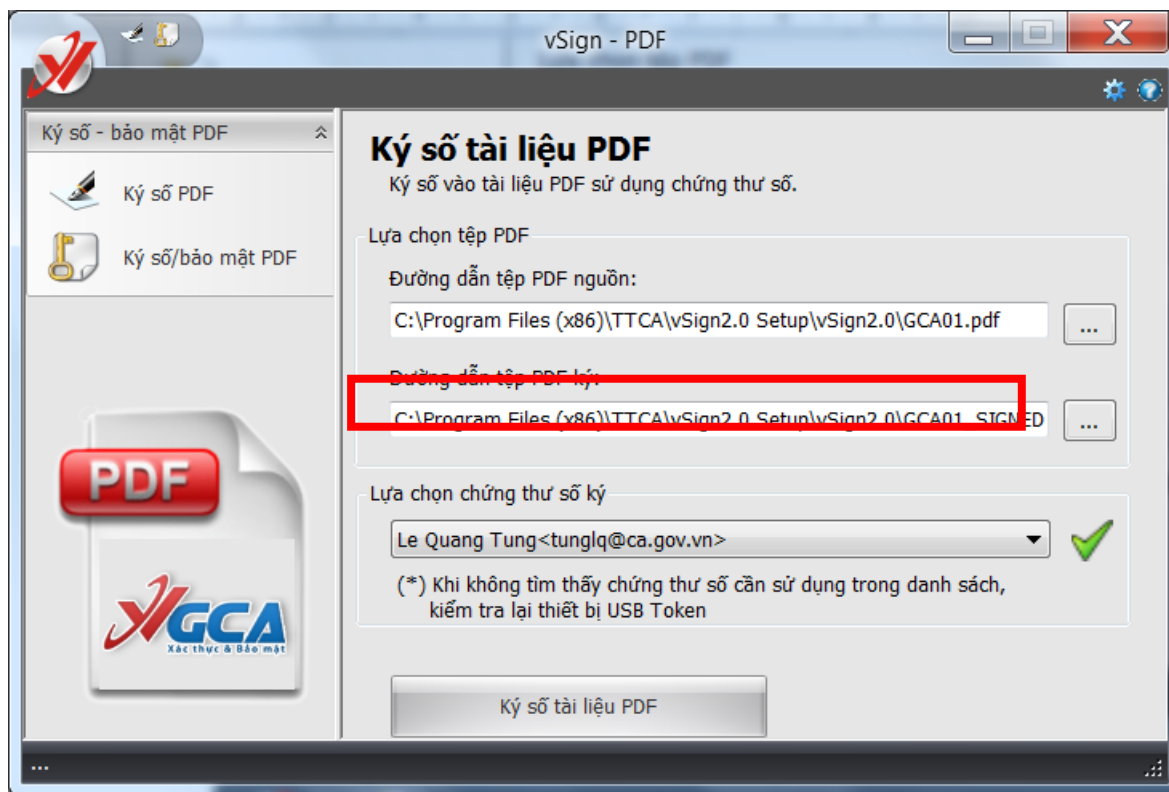 vSign - PDF
Ký số - bảo mật PDF
Ký số PDF
Ký số/bảo mật PDF
PDF
GCA
Xác thực & Bảo mật
Ký số tài liệu PDF
Ký số vào tài liệu PDF sử dụng chứng thư số.
Lựa chọn tệp PDF
Đường dẫn tệp PDF nguồn:
C:\Program Files (x86)\TTCA\vSign2.0 Setup\vSign2.0\GCA01.pdf
...
Đường dẫn tệp PDF ký:
C:\Program Files (x86)\TTCA\vSign2.0 Setup\vSign2.0\GCA01_SIGNED
...
Lựa chọn chứng thư số ký
Le Quang Tung<tunglq@ca.gov.vn>
(*) Khi không tìm thấy chứng thư số cần sử dụng trong danh sách,
kiểm tra lại thiết bị USB Token
Ký số tài liệu PDF
...